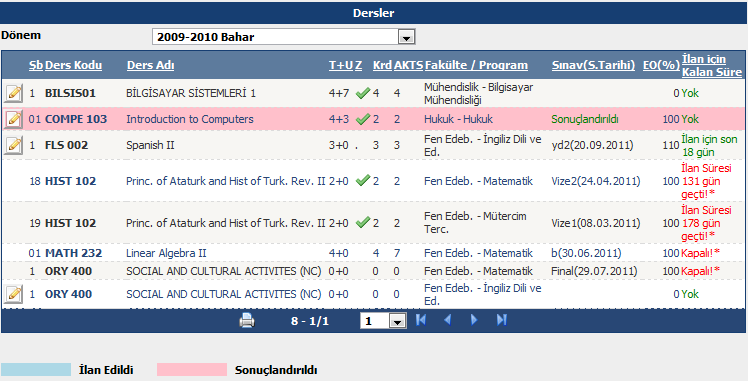 Dersler
Dönem 2009-2010 Bahar
Sb Ders Kodu Ders Adı T+U Z Krd AKTS Fakülte / Program Sınav(S.Tarihi) EO(%) İlan için Kalan Süre
1 BILSIS01 BİLGİSAYAR SİSTEMLERİ 1 4+7 4 4 Mühendislik - Bilgisayar Mühendisliği 0 Yok
01 COMPE 103 Introduction to Computers 4+3 2 2 Hukuk - Hukuk Sonuçlandırıldı 100 Yok
1 FLS 002 Spanish II 3+0 . 3 3 Fen Edeb. - İngiliz Dili ve Ed. yd2(20.09.2011) 110 İlan için son 18 gün
18 HIST 102 Princ. of Ataturk and Hist of Turk. Rev. II 2+0 2 2 Fen Edeb. - Matematik Vize2(24.04.2011) 100 İlan Süresi 131 gün geçti!*
19 HIST 102 Princ. of Ataturk and Hist of Turk. Rev. II 2+0 2 2 Fen Edeb. - Mütercim Terc. Vize1(08.03.2011) 100 İlan Süresi 178 gün geçti!*
01 MATH 232 Linear Algebra II 4+0 4 7 Fen Edeb. - Matematik b(30.06.2011) 100 Kapalı!*
1 ORY 400 SOCIAL AND CULTURAL ACTIVITES (NC) 0+0 0 0 Fen Edeb. - Matematik Final(29.07.2011) 100 Kapalı!*
1 ORY 400 SOCIAL AND CULTURAL ACTIVITES (NC) 0+0 0 0 Fen Edeb. - İngiliz Dili ve Ed. 0 Yok
8 - 1/1 1
İlan Edildi Sonuçlandırıldı